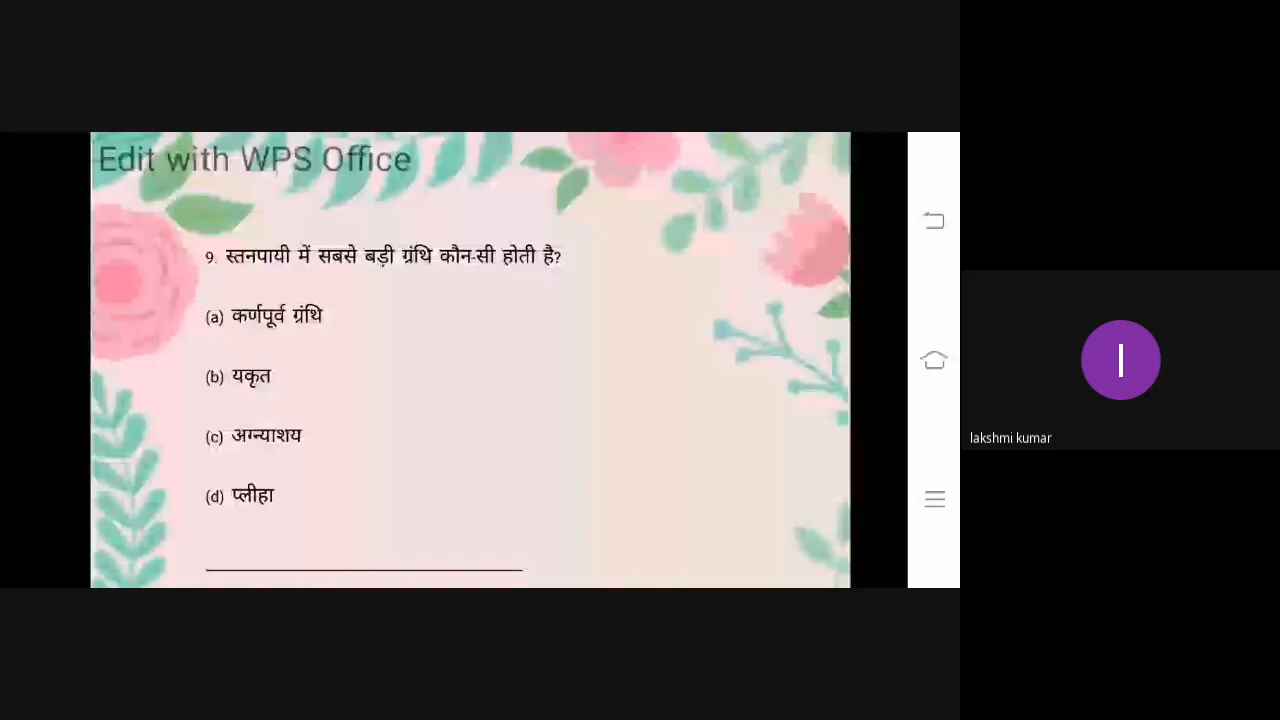 Edit with WPS Office
9. स्तनपायी में सबसे बड़ी ग्रंथि कौन-सी होती है?
(a) कर्णपूर्व ग्रंथि
(b) यकृत
(c) अग्न्याशय
(d) प्लीहा
l
lakshmi kumar